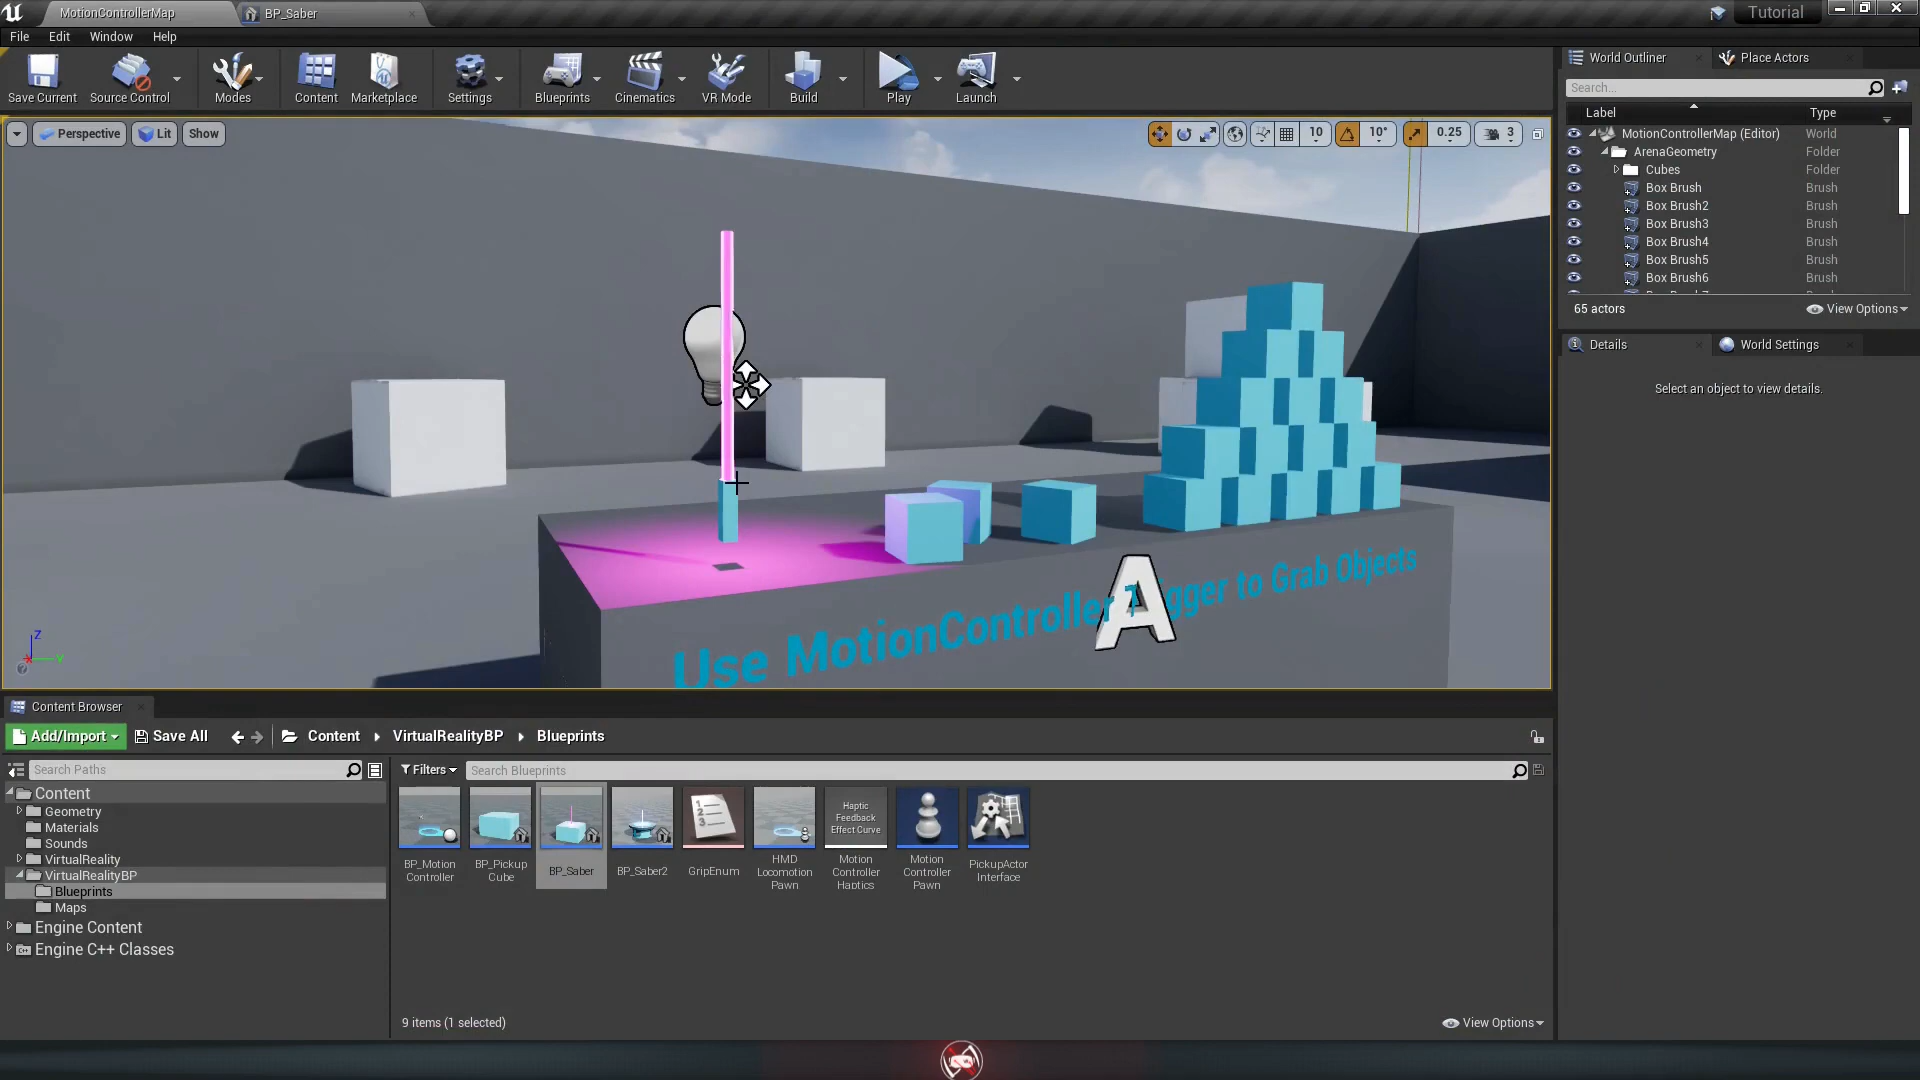 MotionControllerMap
BP_Saber
Tutorial
File Edit Window Help
Save Current
Source Control
Modes
Content
Marketplace
Settings
Blueprints
Cinematics
VR Mode
Build
Play
Launch
Perspective
Lit
Show
10
10°
0.25
3
Use MotionController Trigger to Grab Objects
A
Z
Y
World Outliner
Place Actors
Search...
Label Type
MotionControllerMap (Editor) World
ArenaGeometry Folder
Cubes Folder
Box Brush Brush
Box Brush2 Brush
Box Brush3 Brush
Box Brush4 Brush
Box Brush5 Brush
Box Brush6 Brush
65 actors
View Options
Details
World Settings
Select an object to view details.
Content Browser
Add/Import
Save All
Content
VirtualRealityBP
Blueprints
Search Paths
Filters
Search Blueprints
Content
Geometry
Materials
Sounds
VirtualReality
VirtualRealityBP
Blueprints
Maps
Engine Content
Engine C++ Classes
C++
BP_Motion
Controller
BP_Pickup
Cube
BP_Saber
BP_Saber2
1
2
3
GripEnum
HMD
Locomotion
Pawn
Haptic
Feedback
Effect Curve
Motion
Controller
Haptics
Motion
Controller
Pawn
PickupActor
Interface
9 items (1 selected)
View Options